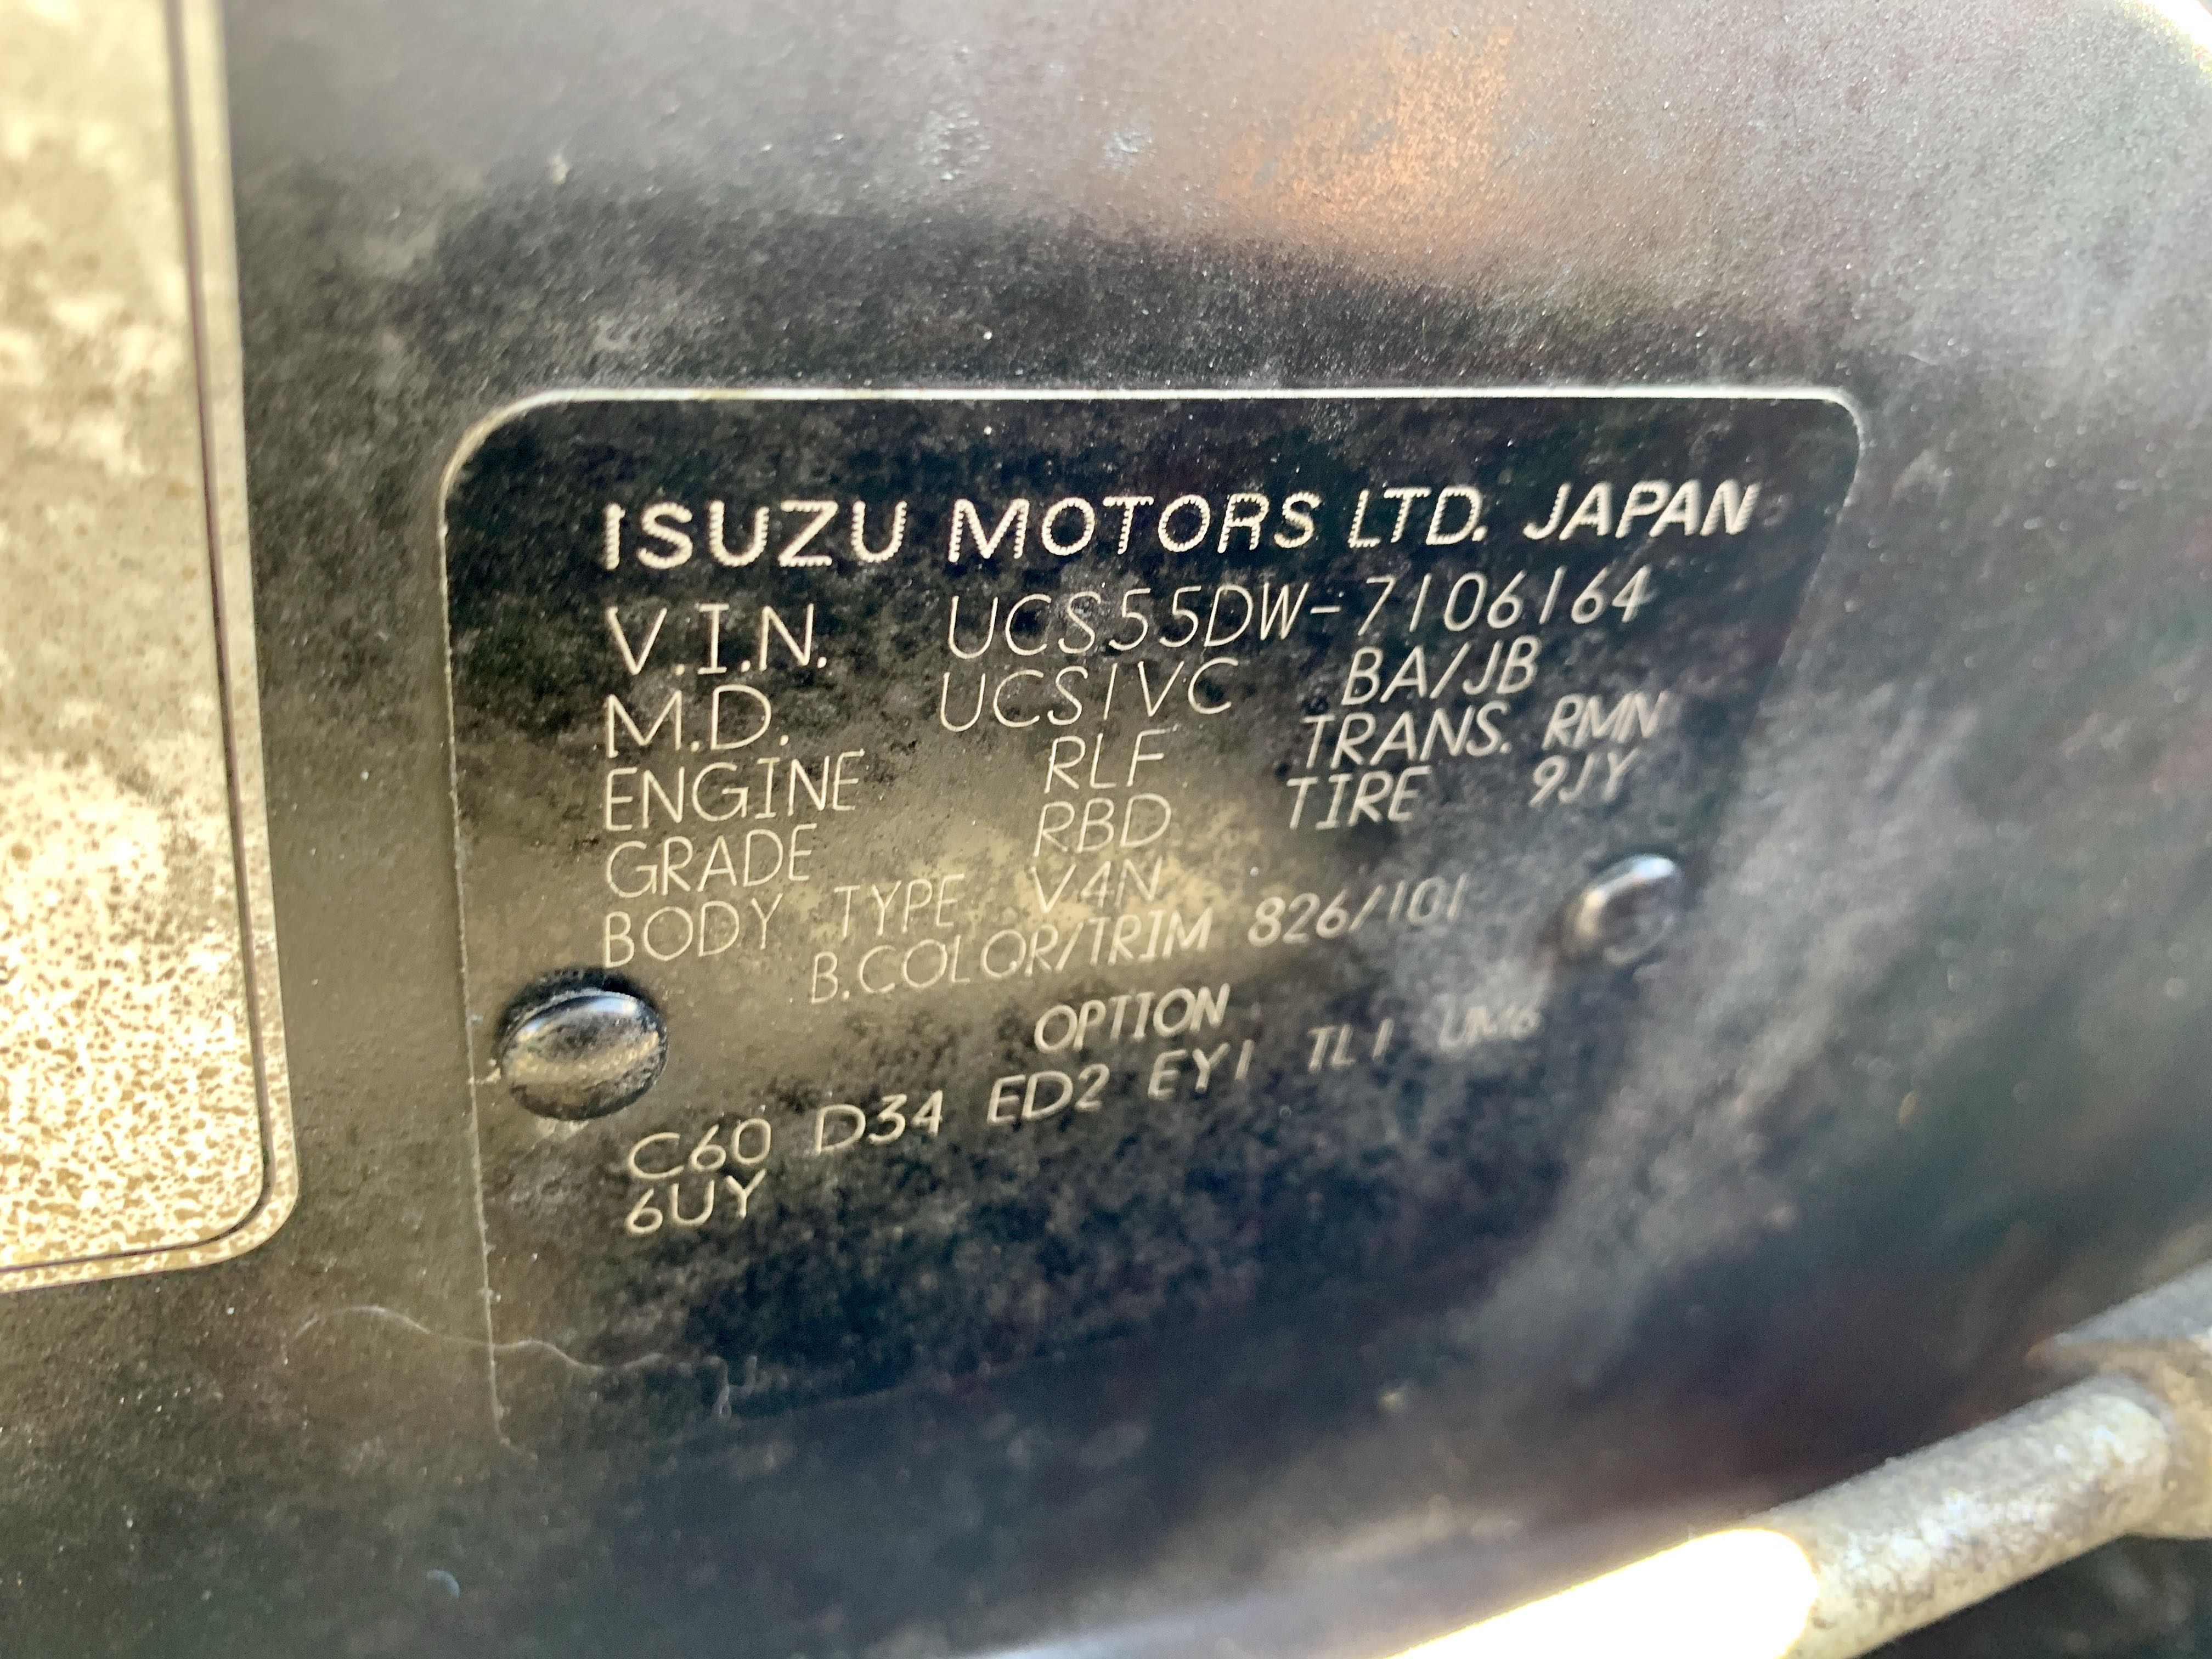 ISUZU MOTORS LTD. JAPAN
V.I.N. UCS55DW-7106164
M.D. UCS1VC BA/JB
ENGINE RLF TRANS. RMN
GRADE RBD TIRE 9JY
BODY TYPE V4N
B.COLOR/TRIM 826/101
OPTION
C60 D34 ED2 EY1 TL1 UM6
6UY